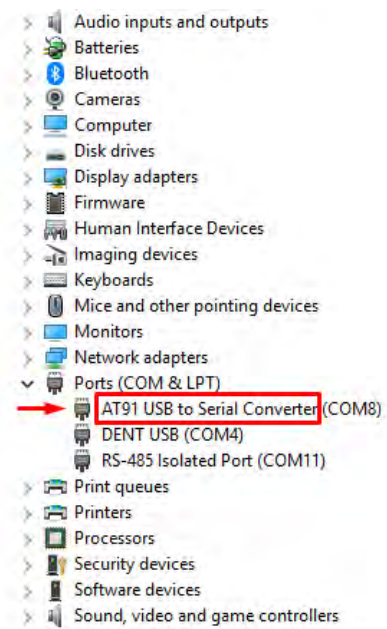 Audio inputs and outputs
Batteries
Bluetooth
Cameras
Computer
Disk drives
Display adapters
Firmware
Human Interface Devices
Imaging devices
Keyboards
Mice and other pointing devices
Monitors
Network adapters
Ports (COM & LPT)
AT91 USB to Serial Converter (COM8)
DENT USB (COM4)
RS-485 Isolated Port (COM11)
Print queues
Printers
Processors
Security devices
Software devices
Sound, video and game controllers